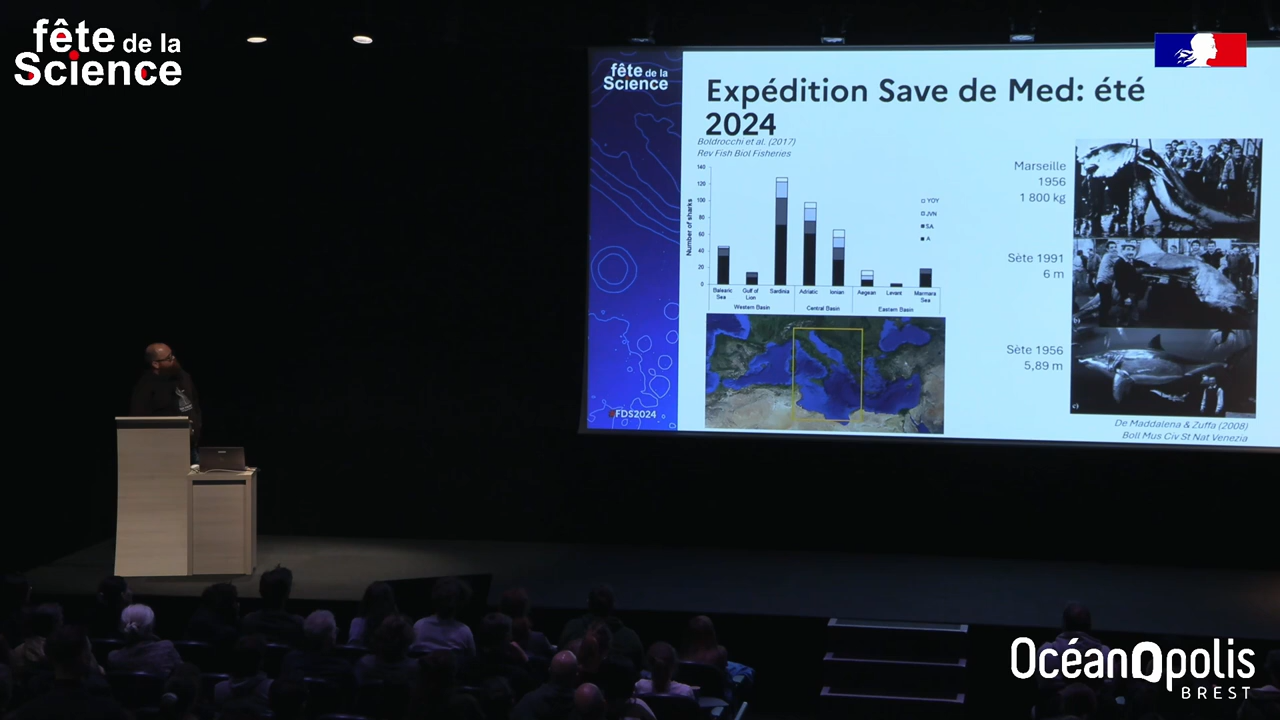 fête de la
Science
fête de la
Science
Expédition Save de Med: été
2024
Boldrocchi et al. (2017)
Rev Fish Biol Fisheries
Number of sharks
140
120
100
80
60
40
20
0
YOY
JVN
SA
A
Balearic Sea
Gulf of Lion
Sardinia
Adriatic
Ionian
Aegean
Levant
Marmara Sea
Western Basin
Central Basin
Eastern Basin
Marseille
1956
1 800 kg
Sète 1991
6 m
Sète 1956
5,89 m
b)
c)
De Maddalena & Zuffa (2008)
Boll Mus Civ St Nat Venezia
#FDS2024
OcéanOpolis
BREST